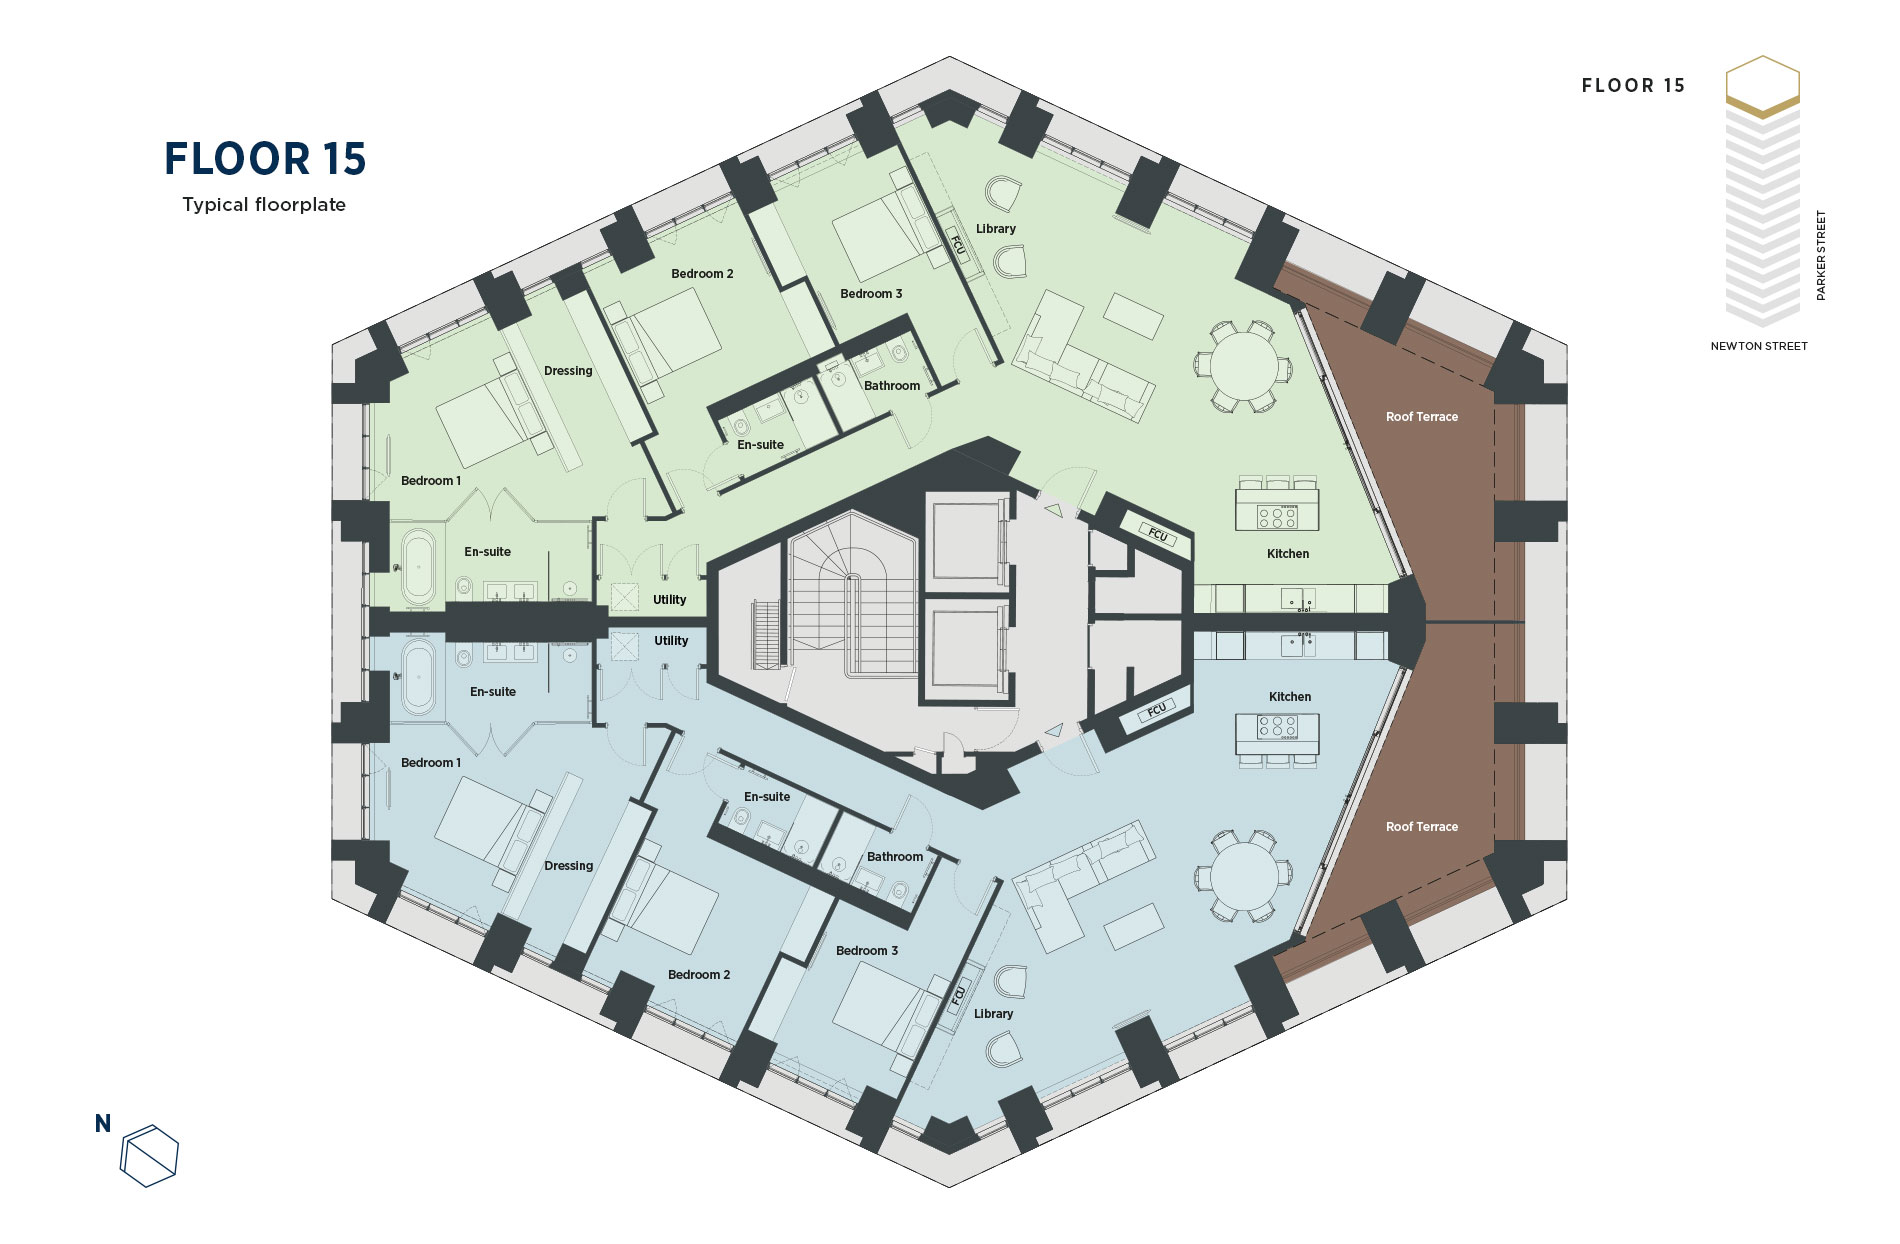 FLOOR 15
Typical floorplate
FLOOR 15
PARKER STREET
NEWTON STREET
Library
FCU
Bedroom 2
Bedroom 3
Dressing
Bathroom
Roof Terrace
En-suite
Bedroom 1
FCU
En-suite
Kitchen
Utility
Utility
En-suite
Kitchen
FCU
Bedroom 1
En-suite
Roof Terrace
Bathroom
Dressing
Bedroom 3
Bedroom 2
FCU
Library
N